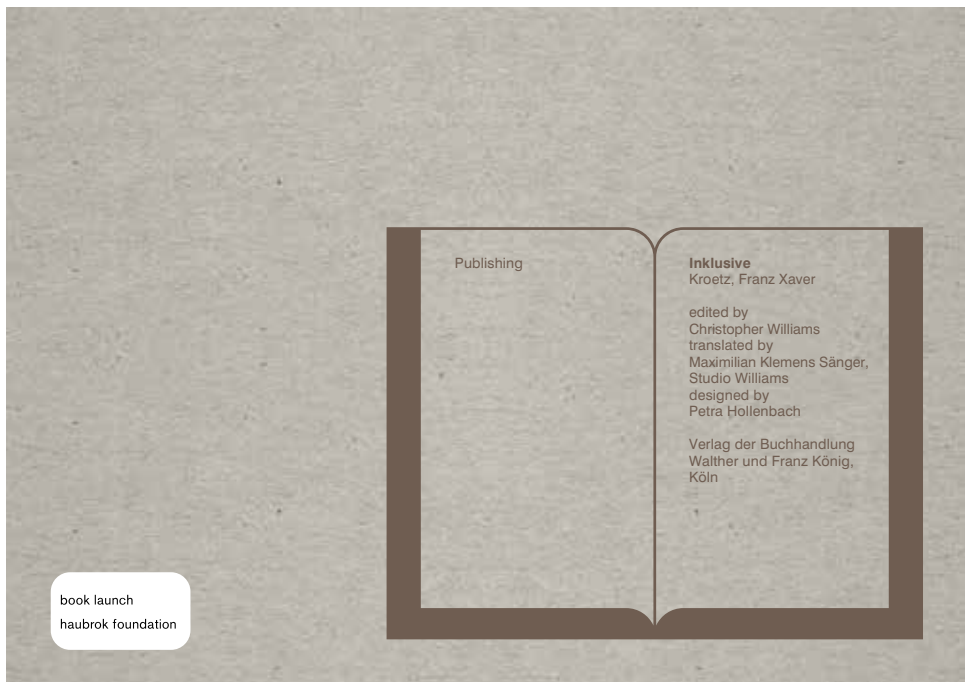 Publishing
Inklusive
Kroetz, Franz Xaver
edited by
Christopher Williams
translated by
Maximilian Klemens Sänger,
Studio Williams
designed by
Petra Hollenbach
Verlag der Buchhandlung
Walther und Franz König,
Köln
book launch
haubrok foundation